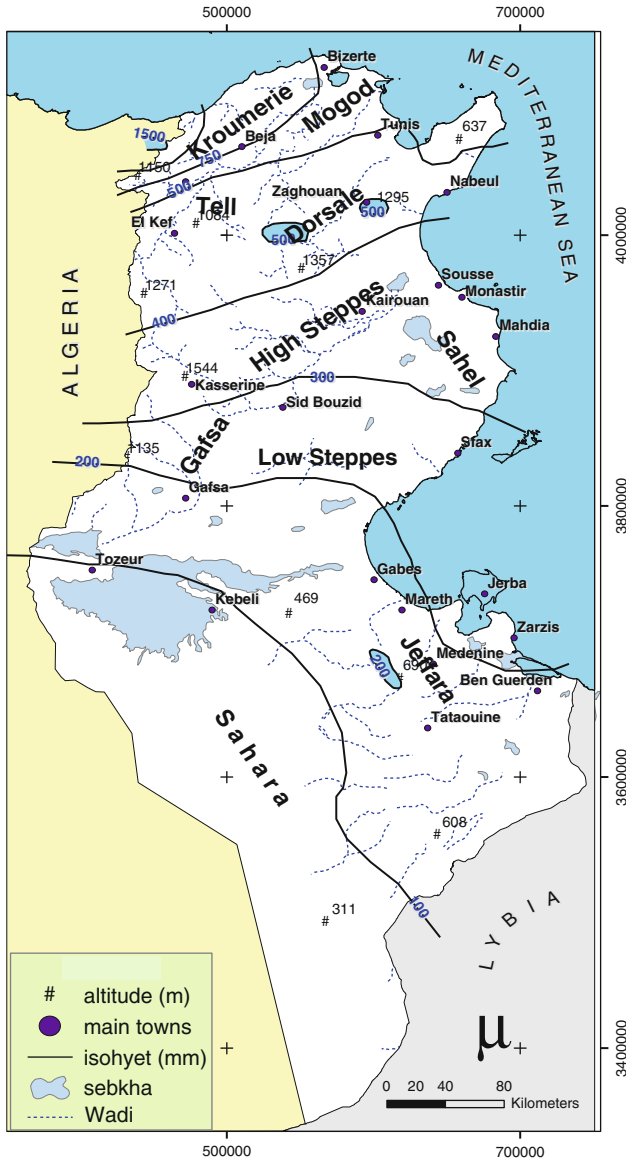 500000
700000
MEDITERRANEAN SEA
Bizerte
Kroumerie
Mogod
1500
Tunis
637
Beja
750
1150
500
Nabeul
Zaghouan
1295
Tell
Dorsale
500
1084
El Kef
500
4000000
1357
ALGERIA
1271
Sousse
Monastir
Kairouan
400
High Steppes
Mahdia
Sahel
1544
Kasserine
300
Sid Bouzid
Gafsa
1135
Sfax
Low Steppes
200
Gafsa
3800000
Tozeur
Gabes
Jerba
469
Kebeli
Mareth
Zarzis
Jeffara
Medenine
200
69
Ben Guerden
Sahara
Tataouine
3600000
608
100
311
LYBIA
# altitude (m)
main towns
isohyet (mm)
sebkha
Wadi
µ
0 20 40 80
Kilometers
3400000
500000
700000